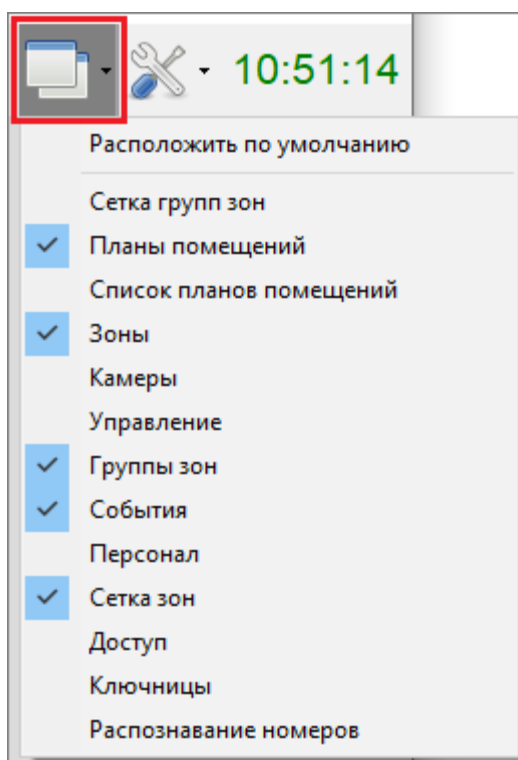 10:51:14
Расположить по умолчанию
Сетка групп зон
Планы помещений
Список планов помещений
Зоны
Камеры
Управление
Группы зон
События
Персонал
Сетка зон
Доступ
Ключницы
Распознавание номеров